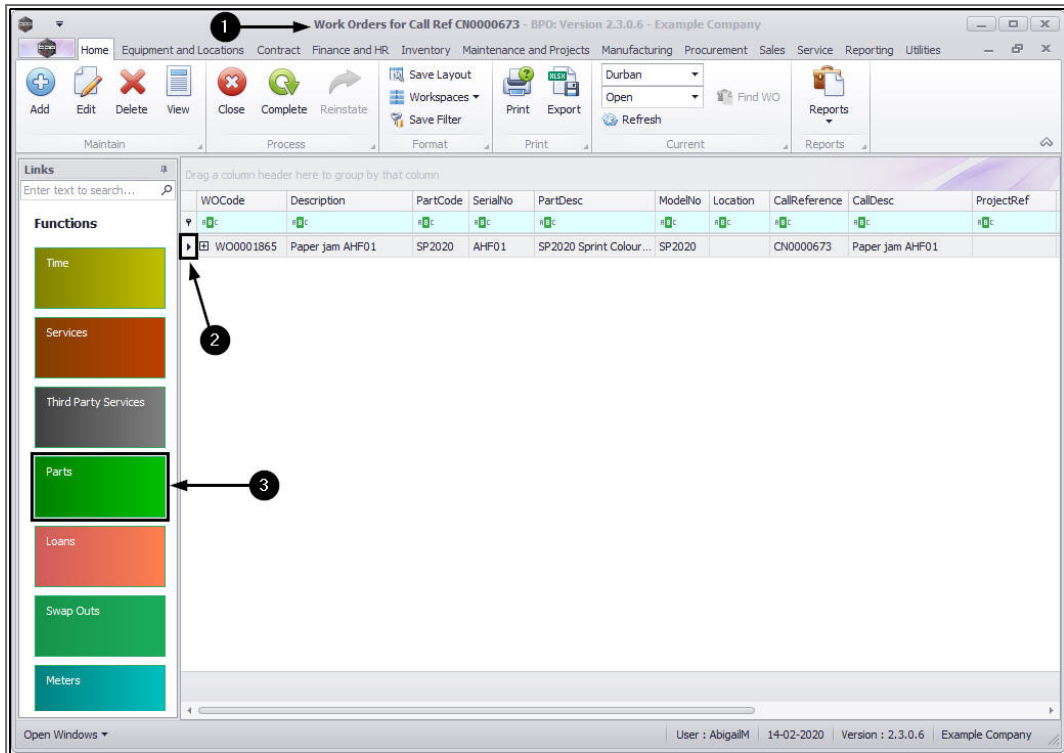 1
Work Orders for Call Ref CN0000673 - BPO: Version 2.3.0.6 - Example Company
bpo
Home Equipment and Locations Contract Finance and HR Inventory Maintenance and Projects Manufacturing Procurement Sales Service Reporting Utilities
Add Edit Delete View Close Complete Reinstate Save Layout Workspaces Save Filter Print Export Durban Open Refresh Find WO Reports
XLSX
Maintain Process Format Print Current Reports
Links
Enter text to search...
Drag a column header here to group by that column
WOCode Description PartCode SerialNo PartDesc ModelNo Location CallReference CallDesc ProjectRef
WO0001865 Paper jam AHF01 SP2020 AHF01 SP2020 Sprint Colour... SP2020 CN0000673 Paper jam AHF01
Functions
Time
2
Services
Third Party Services
Parts
3
Loans
Swap Outs
Meters
Open Windows User : AbigailM 14-02-2020 Version : 2.3.0.6 Example Company